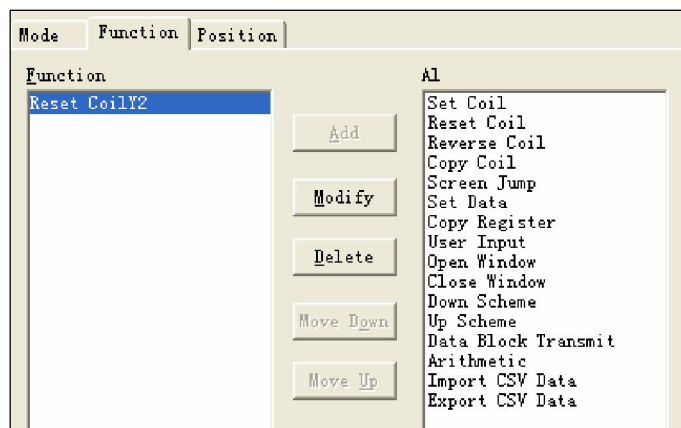 Mode Function Position
Function
Reset CoilY2
Add
Modify
Delete
Move Down
Move Up
Al
Set Coil
Reset Coil
Reverse Coil
Copy Coil
Screen Jump
Set Data
Copy Register
User Input
Open Window
Close Window
Down Scheme
Up Scheme
Data Block Transmit
Arithmetic
Import CSV Data
Export CSV Data